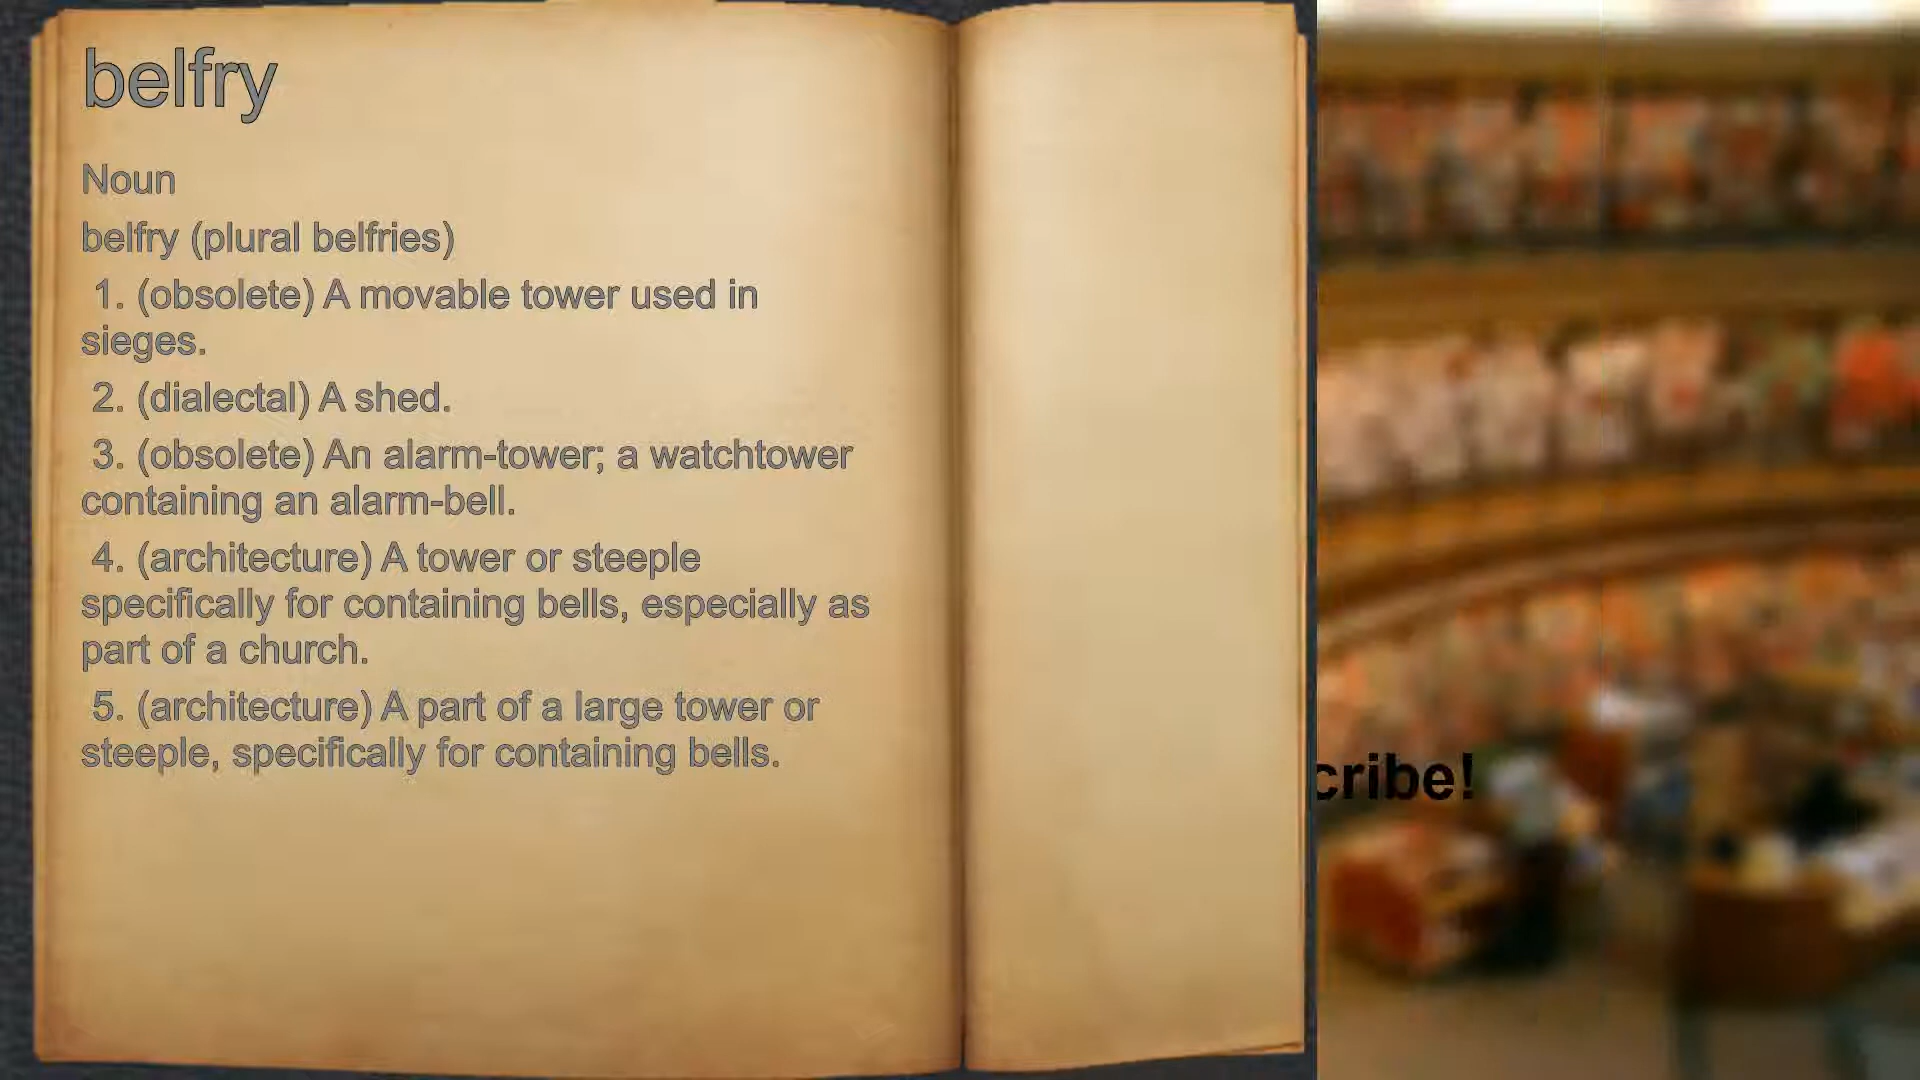 belfry
Noun
belfry (plural belfries)
1. (obsolete) A movable tower used in
sieges.
2. (dialectal) A shed.
3. (obsolete) An alarm-tower; a watchtower
containing an alarm-bell.
4. (architecture) A tower or steeple
specifically for containing bells, especially as
part of a church.
5. (architecture) A part of a large tower or
steeple, specifically for containing bells.
cribe!